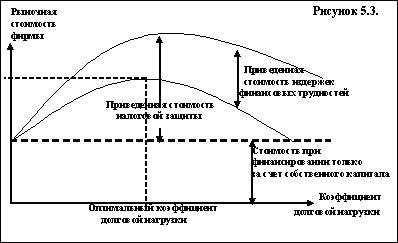 Рисунок 5.3.
Рыночная
стоимость
фирмы
Приведенная
стоимость издержек
финансовых трудностей
Приведенная стоимость
налоговой защиты
Стоимость при
финансировании только
за счет собственного капитала
Коэффициент
долговой нагрузки
Оптимальный коэффициент
долговой нагрузки